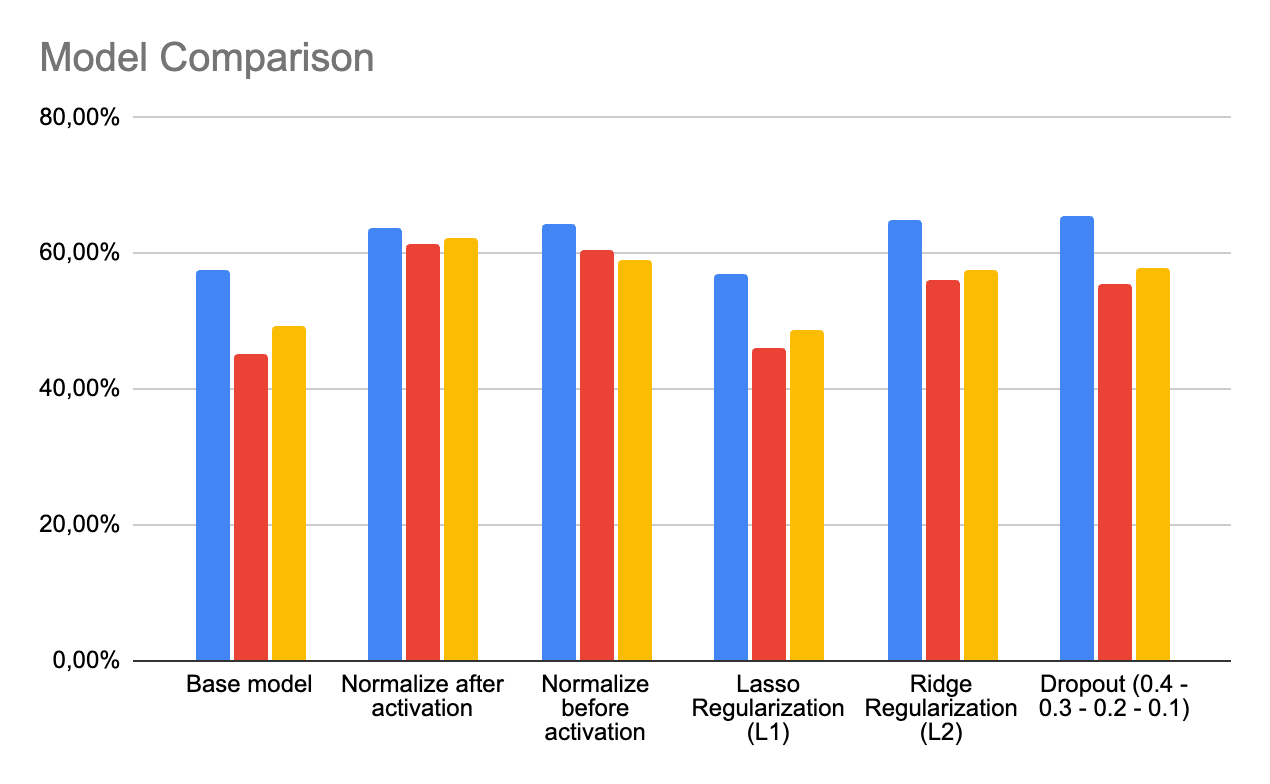 Model Comparison
80,00%
60,00%
40,00%
20,00%
0,00%
Base model
Normalize after
activation
Normalize
before
activation
Lasso
Regularization
(L1)
Ridge
Regularization
(L2)
Dropout (0.4 -
0.3 - 0.2 - 0.1)